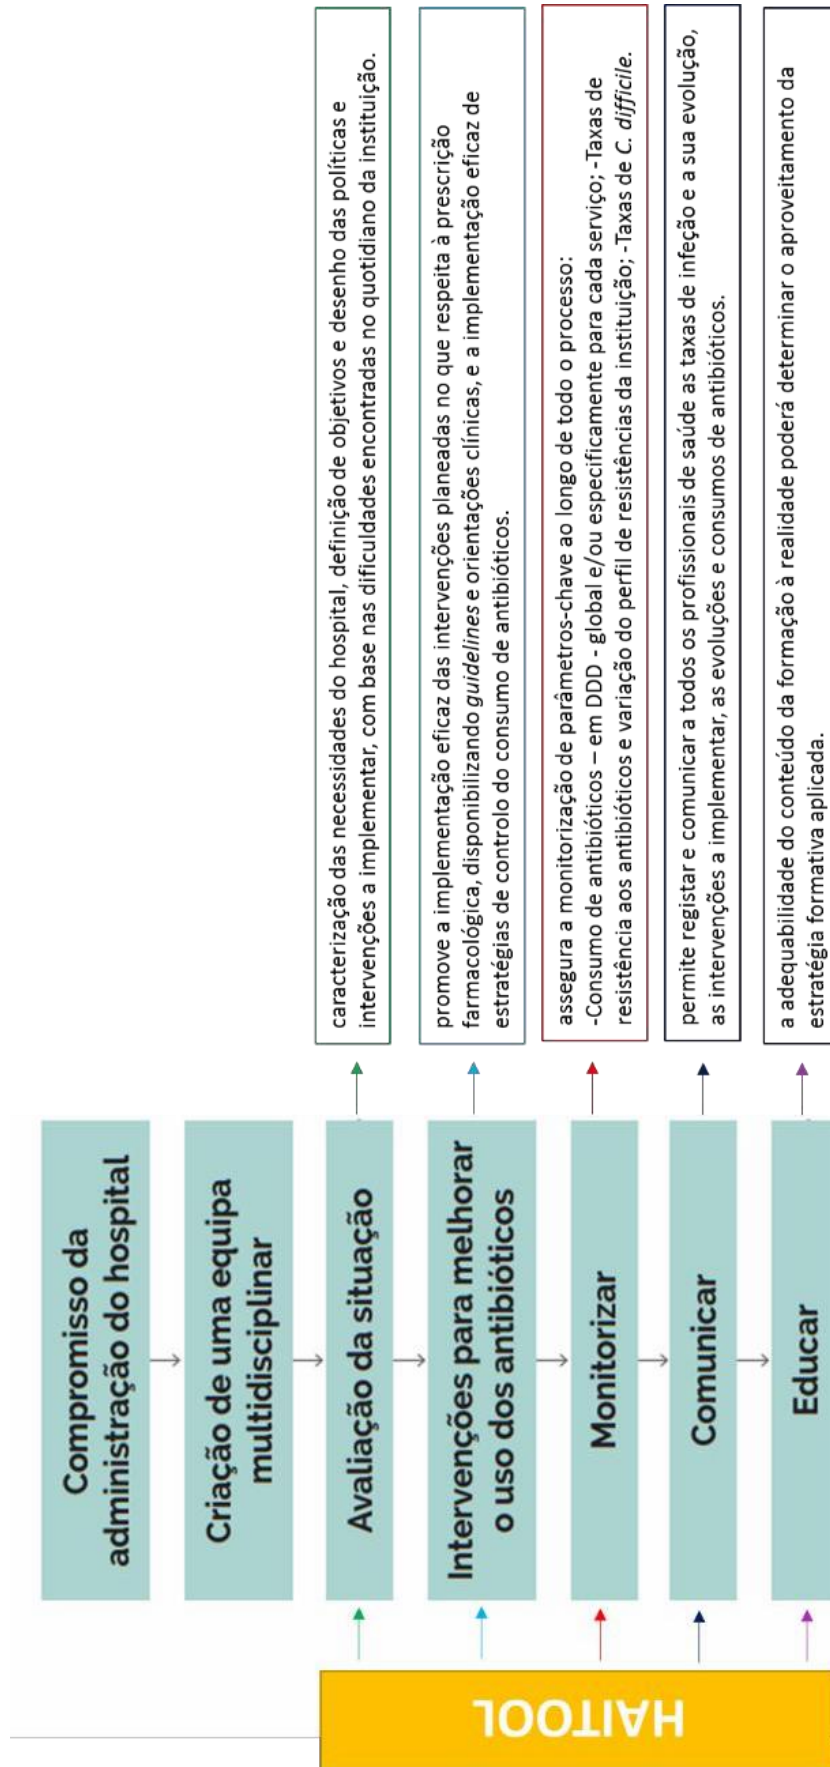 HAITOOL
Compromisso da
administração do hospital
Criação de uma equipa
multidisciplinar
Avaliação da situação
caracterização das necessidades do hospital, definição de objetivos e desenho das políticas e
intervenções a implementar, com base nas dificuldades encontradas no quotidiano da instituição.
Intervenções para melhorar
o uso dos antibióticos
promove a implementação eficaz das intervenções planeadas no que respeita à prescrição
farmacológica, disponibilizando guidelines e orientações clínicas, e a implementação eficaz de
estratégias de controlo do consumo de antibióticos.
Monitorizar
assegura a monitorização de parâmetros-chave ao longo de todo o processo:
-Consumo de antibióticos – em DDD - global e/ou especificamente para cada serviço; -Taxas de
resistência aos antibióticos e variação do perfil de resistências da instituição; -Taxas de C. difficile.
Comunicar
permite registar e comunicar a todos os profissionais de saúde as taxas de infeção e a sua evolução,
as intervenções a implementar, as evoluções e consumos de antibióticos.
Educar
a adequabilidade do conteúdo da formação à realidade poderá determinar o aproveitamento da
estratégia formativa aplicada.